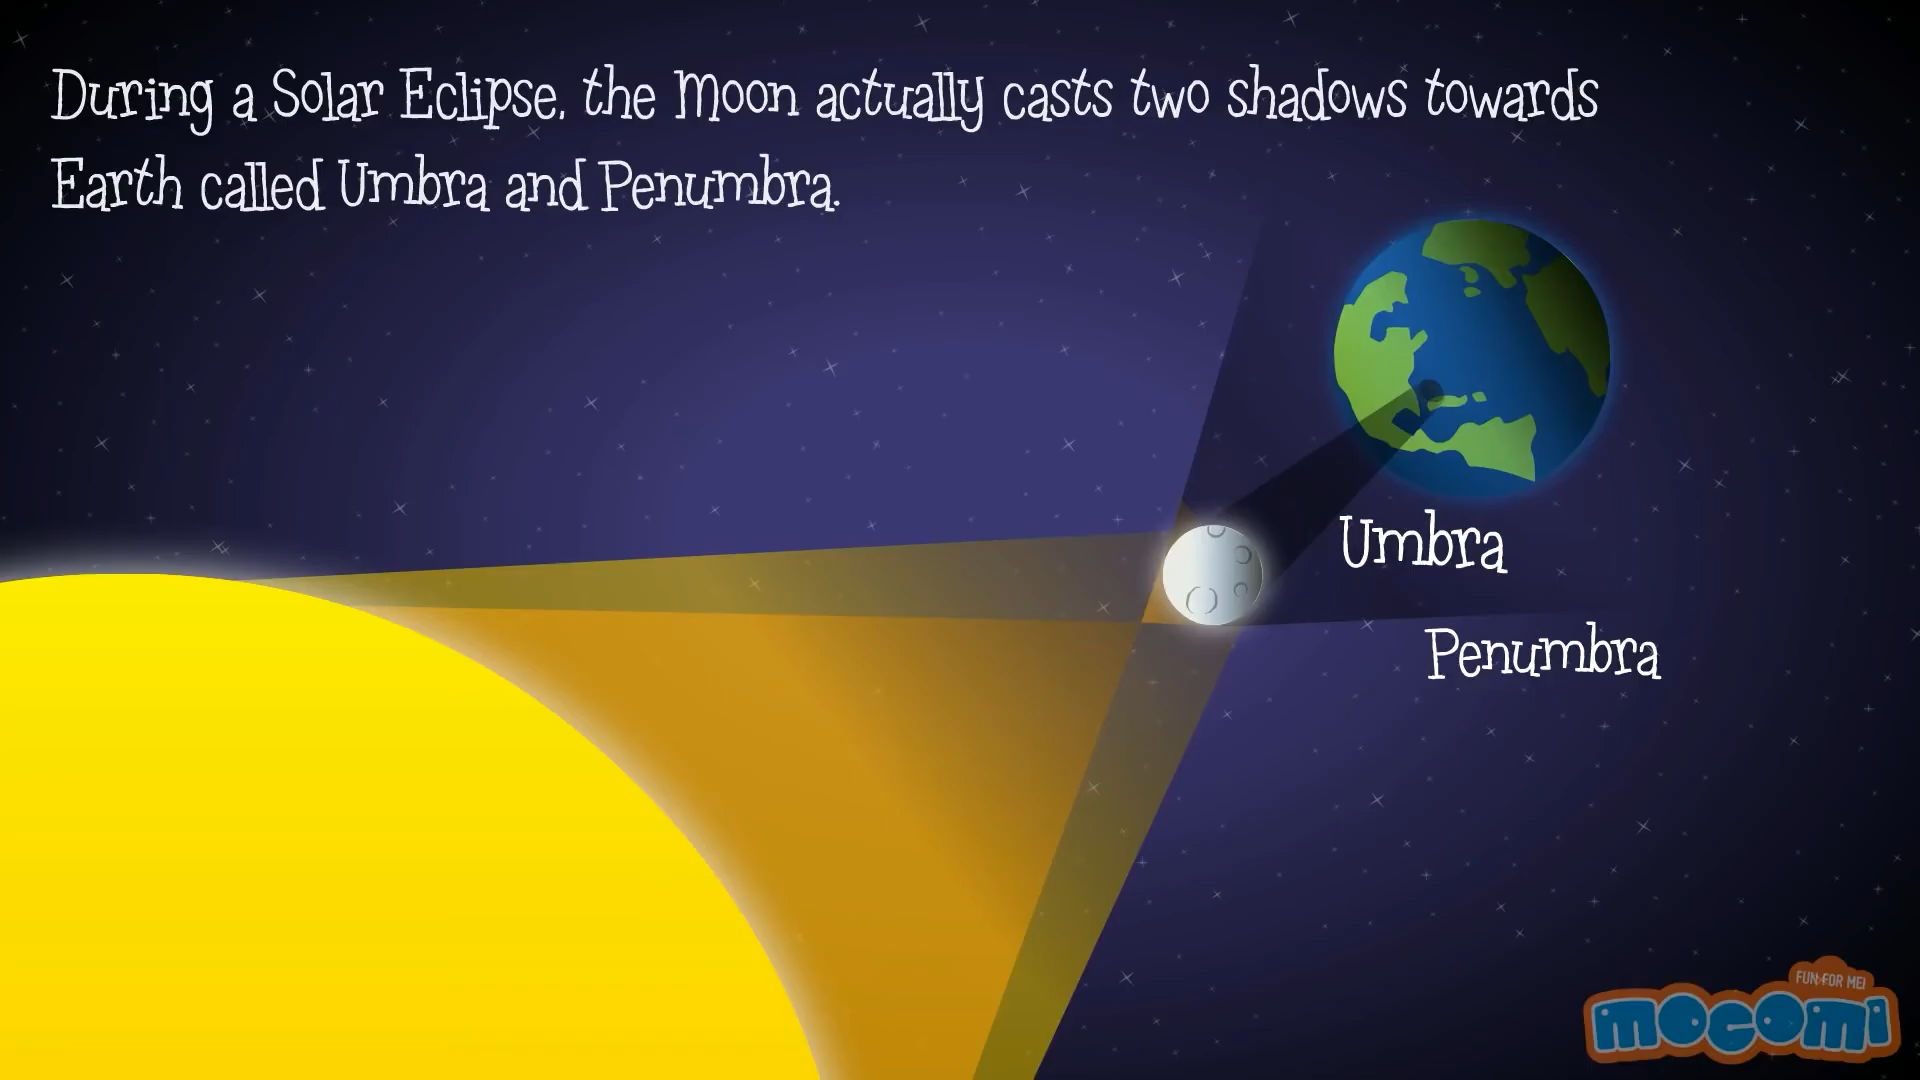 During a Solar Eclipse, the Moon actually casts two shadows towards
Earth called Umbra and Penumbra.
Umbra
Penumbra
FUN FOR ME!
mocomi